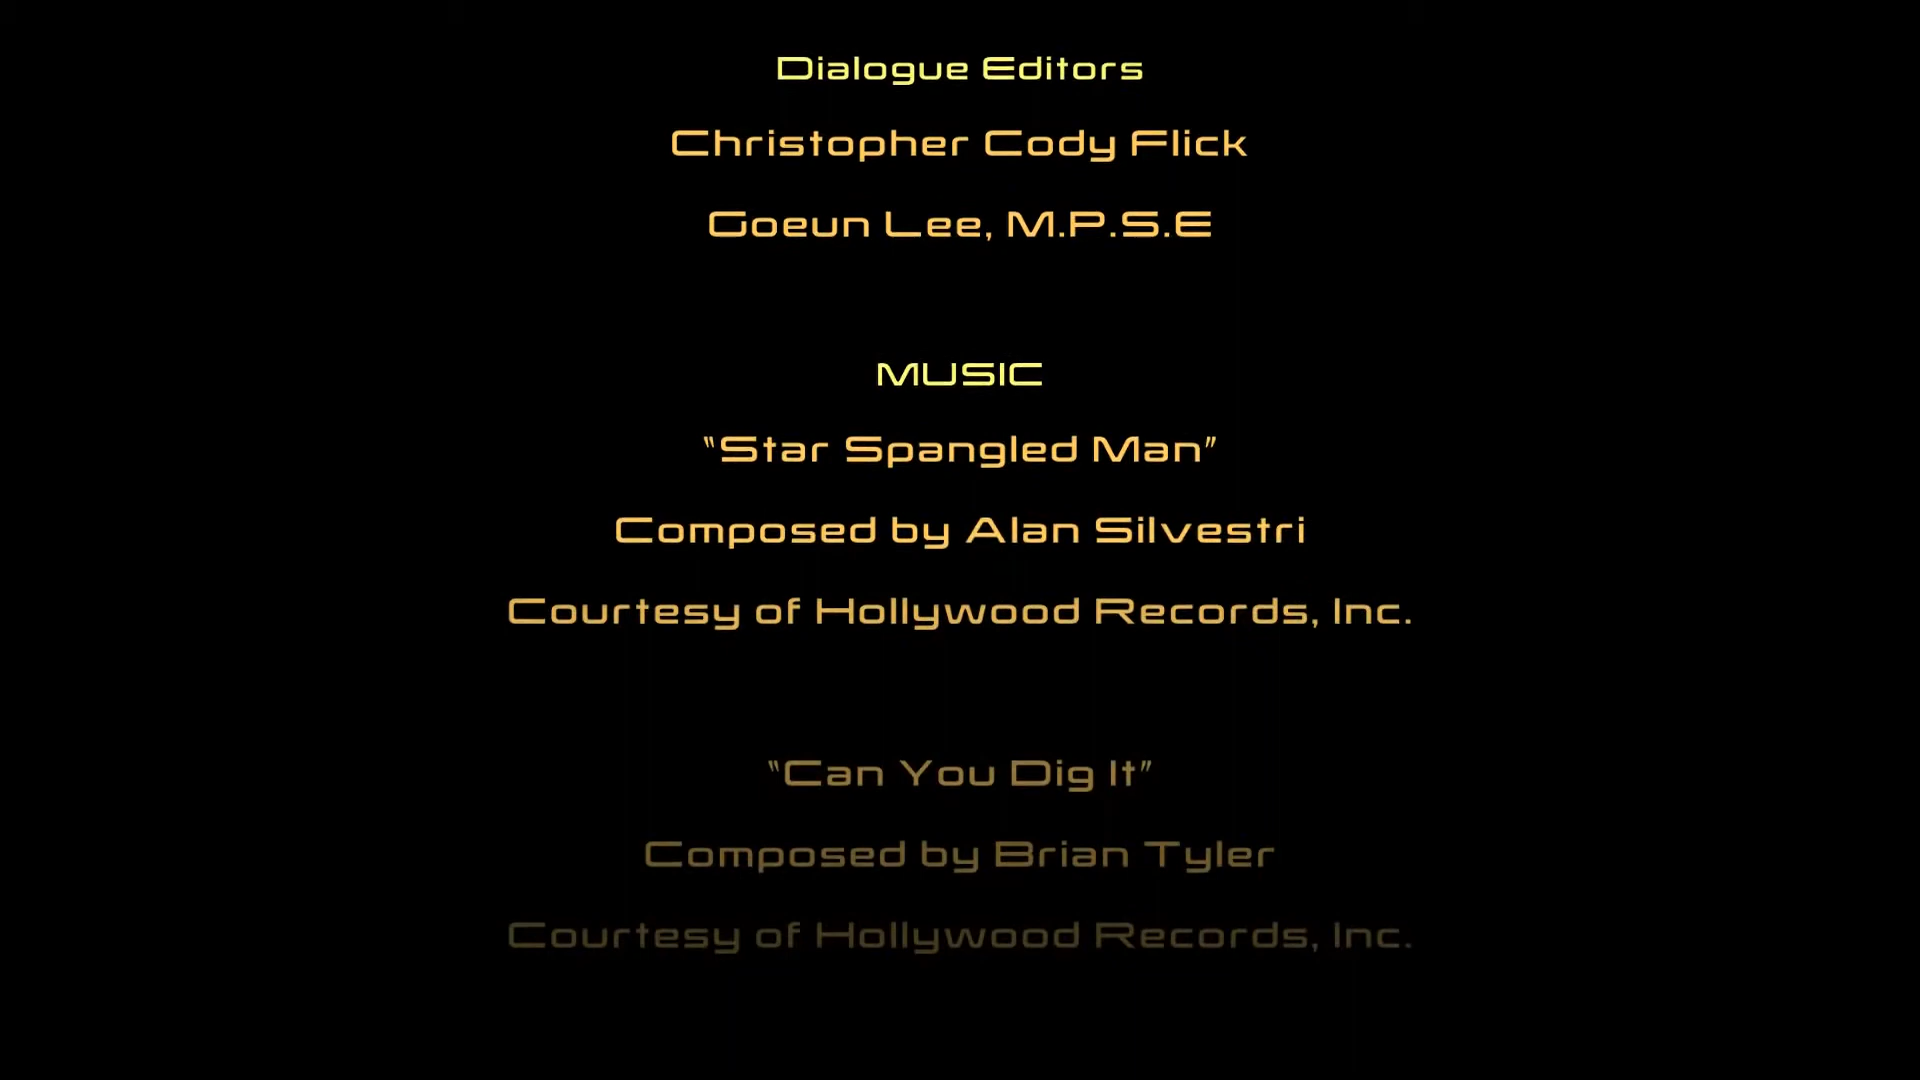 Dialogue Editors
Christopher Cody Flick
Goeun Lee, M.P.S.E
MUSIC
“Star Spangled Man”
Composed by Alan Silvestri
Courtesy of Hollywood Records, Inc.
“Can You Dig It”
Composed by Brian Tyler
Courtesy of Hollywood Records, Inc.